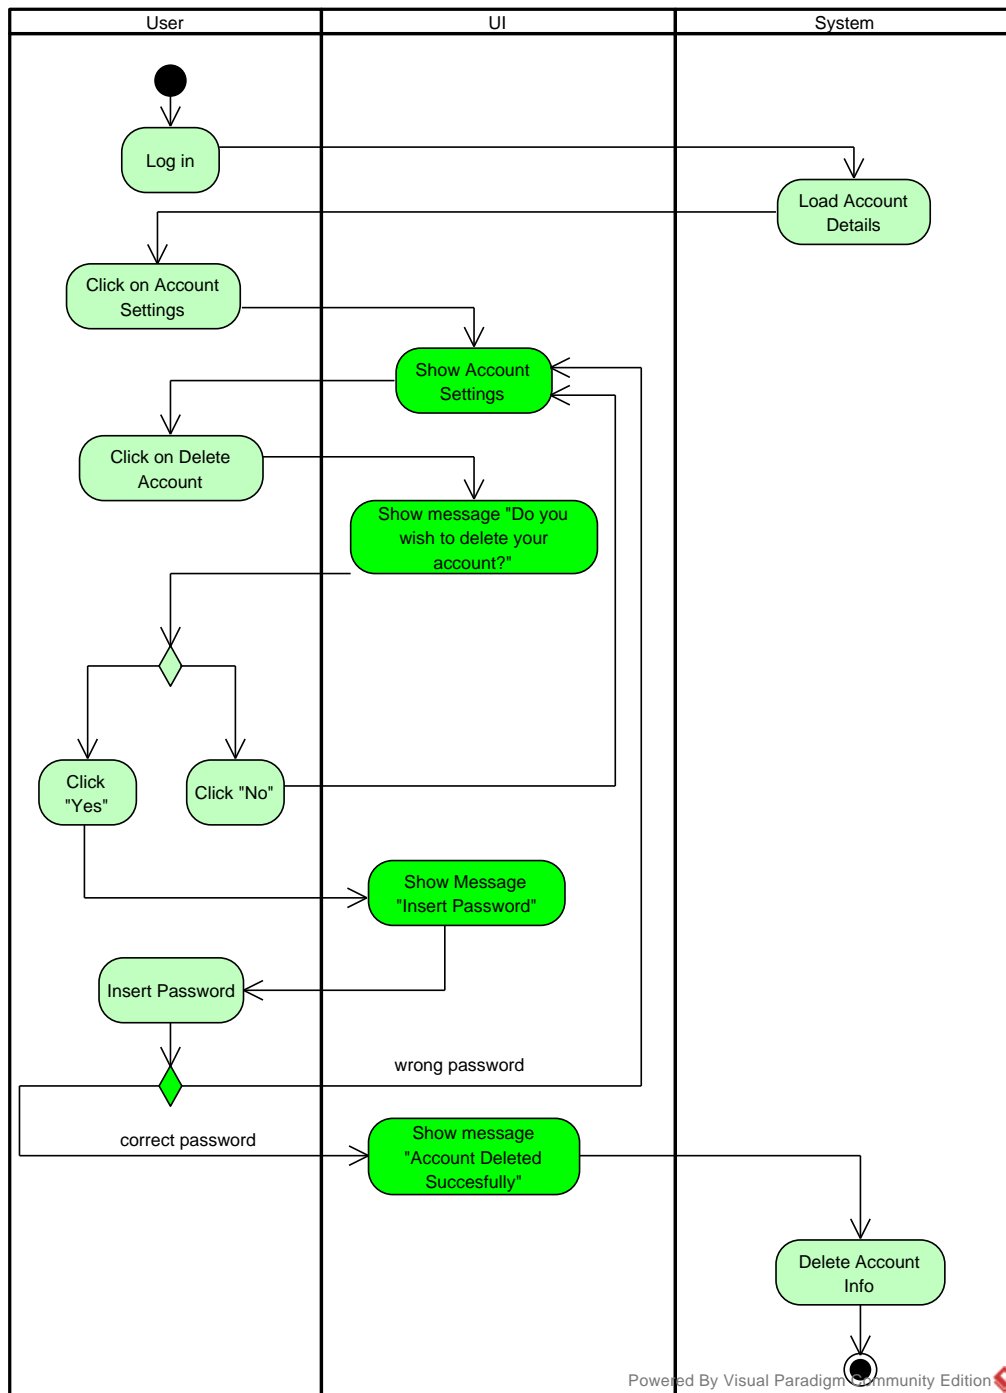 User
UI
System
Log in
Load Account
Details
Click on Account
Settings
Show Account
Settings
Click on Delete
Account
Show message "Do you
wish to delete your
account?"
Click
"Yes"
Click "No"
Show Message
"Insert Password"
Insert Password
wrong password
correct password
Show message
"Account Deleted
Succesfully"
Delete Account
Info
Powered By Visual Paradigm Community Edition